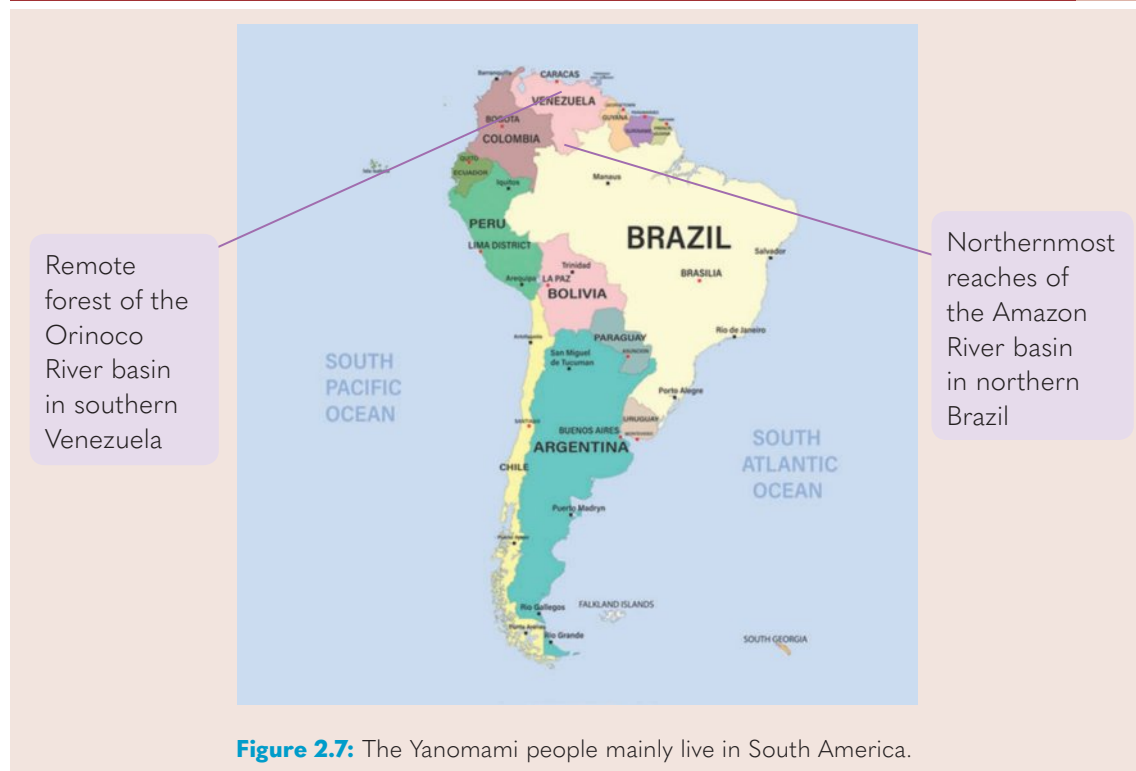 CARACAS
Barranquilla
VENEZUELA
BOGOTA
COLOMBIA
GUYANA
SURINAME
QUITO
ECUADOR
Iquitos
Manaus
PERU
BRAZIL
LIMA DISTRICT
Trinidad
Salvador
Arequipa
LA PAZ
BRASILIA
BOLIVIA
Remote
forest of the
Orinoco
River basin
in southern
Venezuela
Northernmost
reaches of
the Amazon
River basin
in northern
Brazil
PARAGUAY
ASUNCION
Rio de Janeiro
San Miguel
de Tucuman
SOUTH
PACIFIC
OCEAN
Porto Alegre
URUGUAY
SANTIAGO
BUENOS AIRES
MONTEVIDEO
ARGENTINA
CHILE
SOUTH
ATLANTIC
OCEAN
Puerto Madryn
Rio Gallegos
FALKLAND ISLANDS
Punta Arenas
Rio Grande
SOUTH GEORGIA
Figure 2.7: The Yanomami people mainly live in South America.